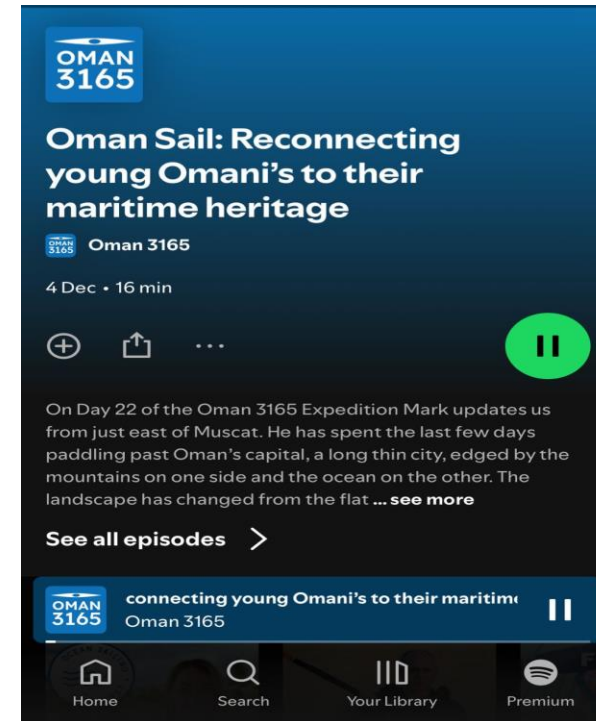 OMAN
3165
Oman Sail: Reconnecting
young Omani's to their
maritime heritage
OMAN
3165
Oman 3165
4 Dec • 16 min
...
On Day 22 of the Oman 3165 Expedition Mark updates us
from just east of Muscat. He has spent the last few days
paddling past Oman's capital, a long thin city, edged by the
mountains on one side and the ocean on the other. The
landscape has changed from the flat ... see more
See all episodes
OMAN
3165
connecting young Omani's to their maritim
Oman 3165
Home
Search
Your Library
Premium